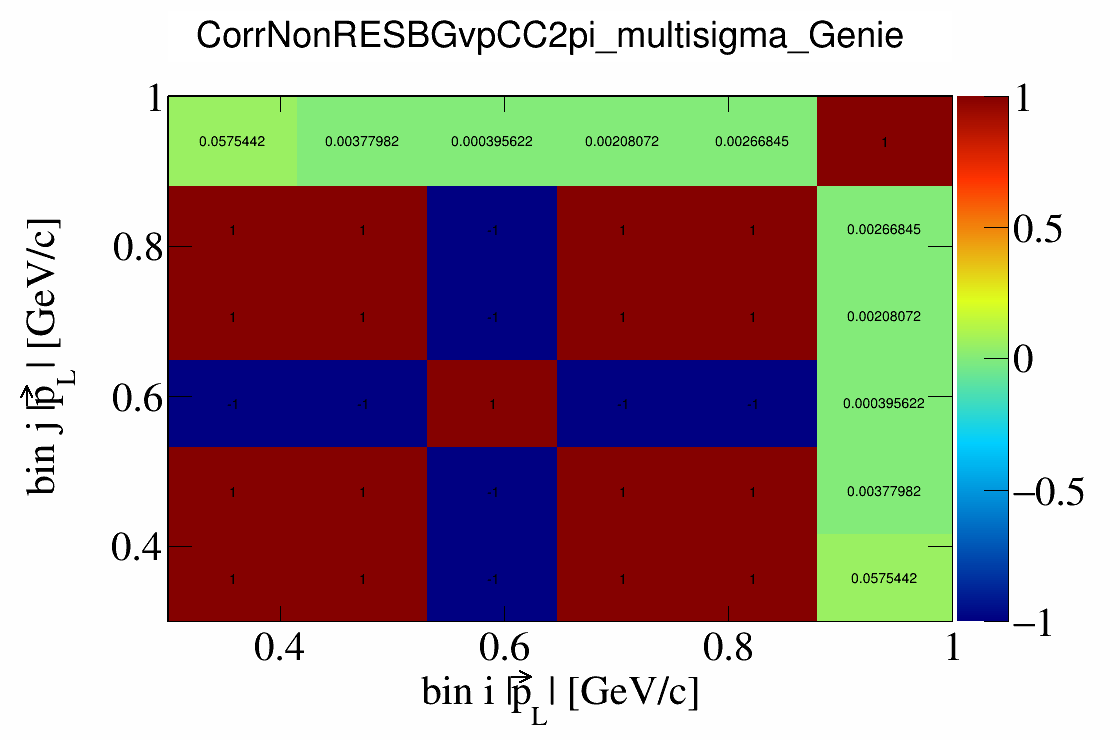 CorrNonRESBGvpCC2pi_multisigma_Genie
1 0.0575442 0.00377982 0.000395622 0.00208072 0.00266845 1 1
0.8 1 1 -1 1 1 0.00266845
0.5
1 1 -1 1 1 0.00208072
0
0.6 -1 -1 1 -1 -1 0.000395622
1 1 -1 1 1 0.00377982
−0.5
0.4
1 1 -1 1 1 0.0575442
−1
0.4 0.6 0.8 1
bin i |p⃗_L| [GeV/c]
bin j |p⃗_L| [GeV/c]